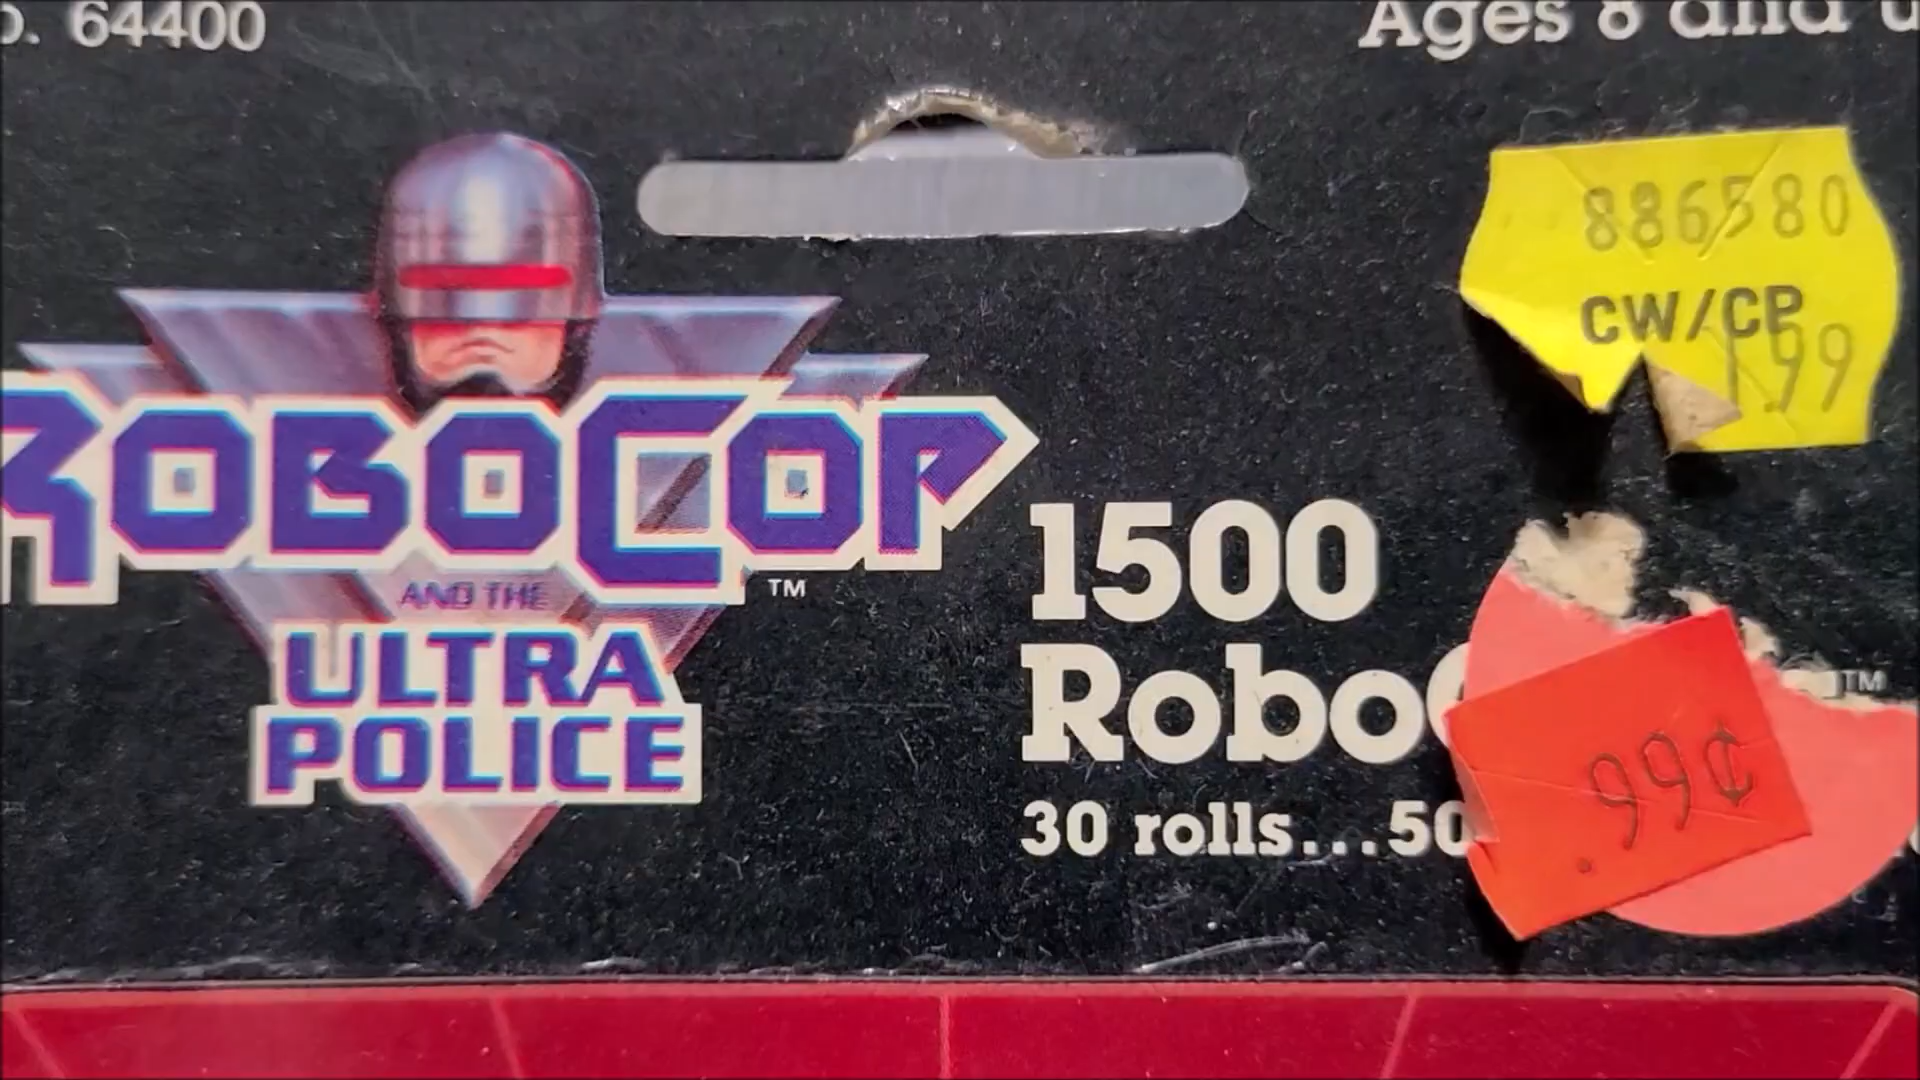 64400
Ages 8 and
886580
CW/CP
1.99
ROBOCOP
AND THE
TM
ULTRA
POLICE
1500
Robo
TM
30 rolls...50
.99¢